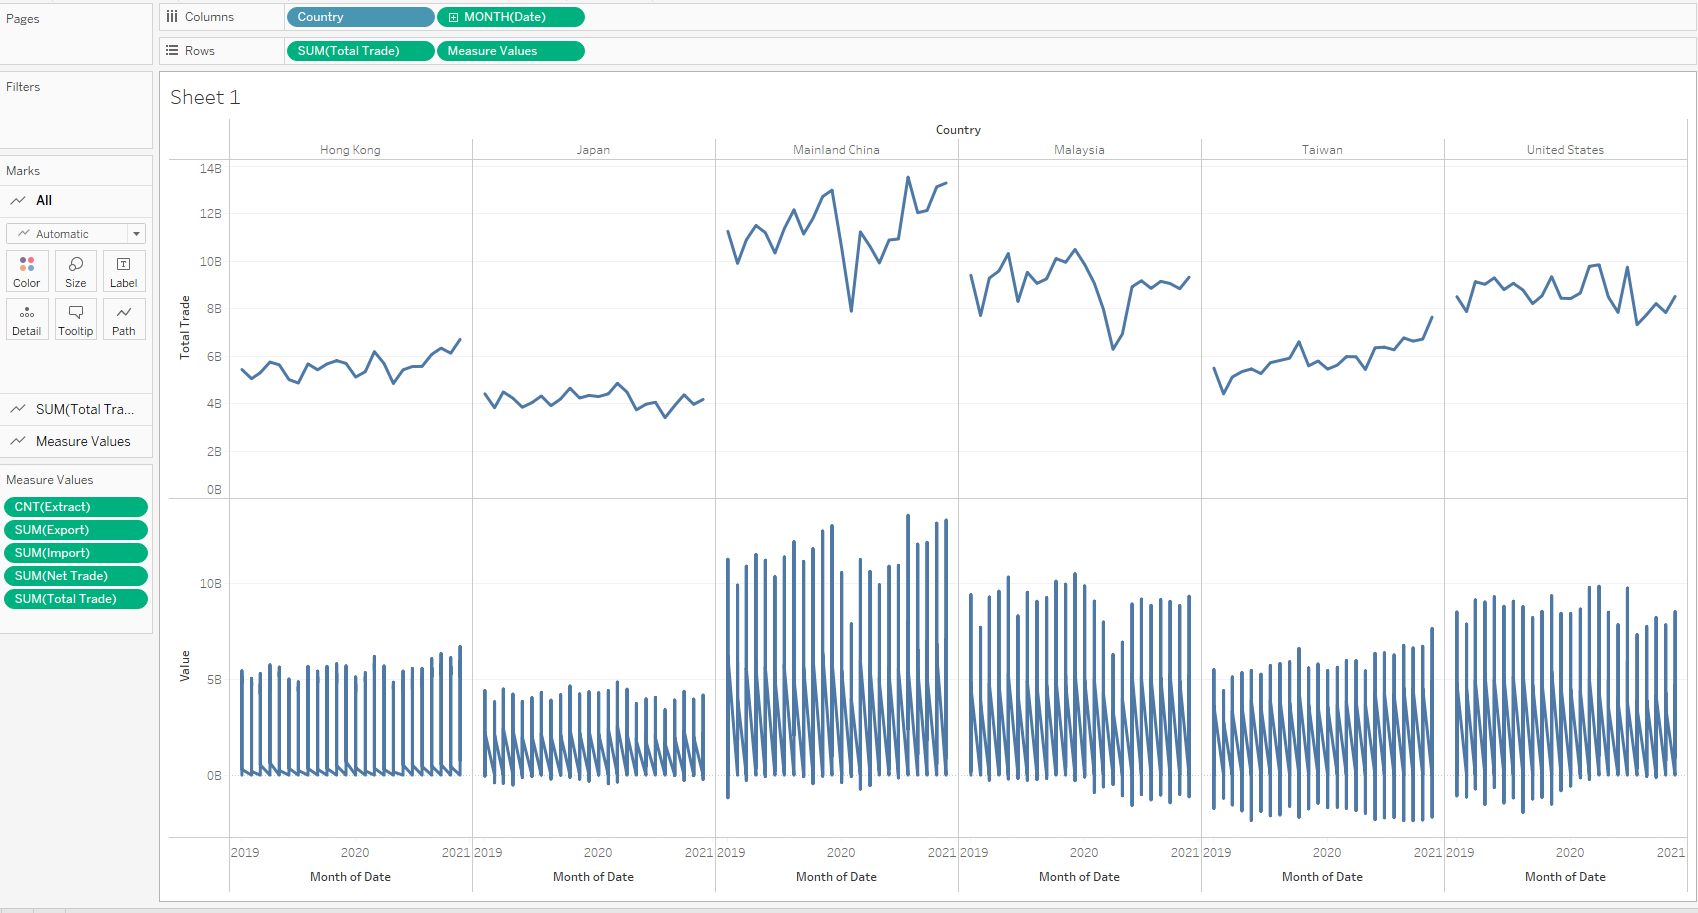 Pages
Columns
Country
MONTH(Date)
Rows
SUM(Total Trade)
Measure Values
Filters
Marks
All
Automatic
Color
Size
Label
Detail
Tooltip
Path
SUM(Total Tra...
Measure Values
Measure Values
CNT(Extract)
SUM(Export)
SUM(Import)
SUM(Net Trade)
SUM(Total Trade)
Sheet 1
Country
Hong Kong
Japan
Mainland China
Malaysia
Taiwan
United States
Total Trade
14B
12B
10B
8B
6B
4B
2B
0B
Value
10B
5B
0B
2019 2020 2021
2019 2020 2021
2019 2020 2021
2019 2020 2021
2019 2020 2021
2019 2020 2021
Month of Date
Month of Date
Month of Date
Month of Date
Month of Date
Month of Date